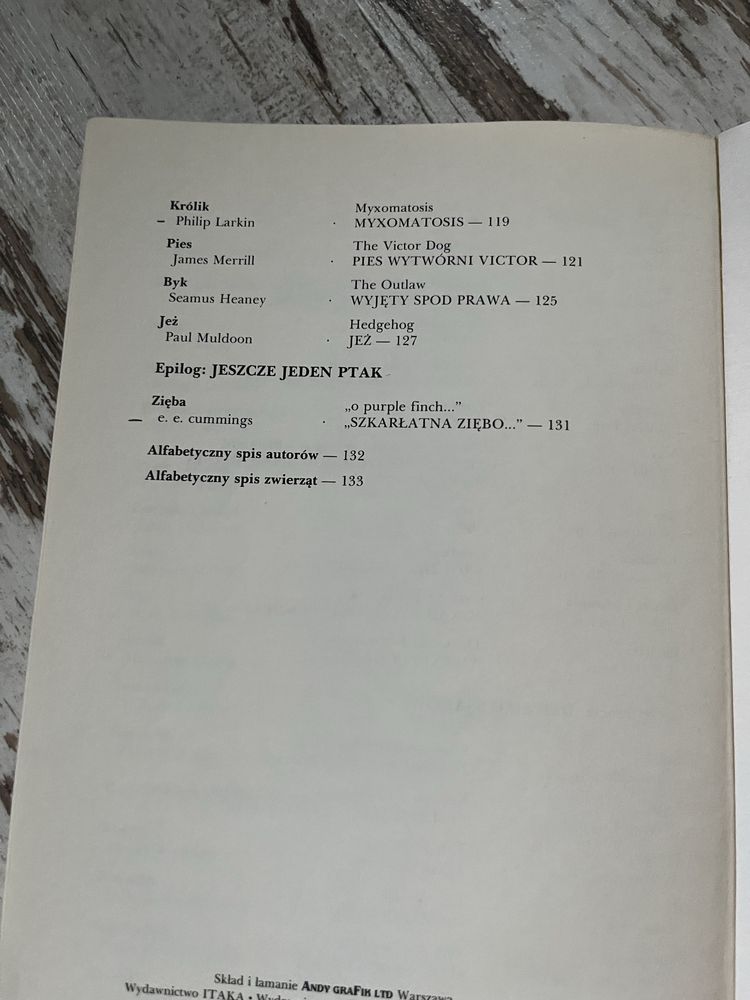 Królik Myxomatosis
– Philip Larkin · MYXOMATOSIS — 119
Pies The Victor Dog
James Merrill · PIES WYTWÓRNI VICTOR — 121
Byk The Outlaw
Seamus Heaney · WYJĘTY SPOD PRAWA — 125
Jeż Hedgehog
Paul Muldoon · JEŻ — 127
Epilog: JESZCZE JEDEN PTAK
Zięba „o purple finch...”
– e. e. cummings · „SZKARŁATNA ZIĘBO...” — 131
Alfabetyczny spis autorów — 132
Alfabetyczny spis zwierząt — 133
Skład i łamanie ANDY GRAFIK LTD Warszawa
Wydawnictwo ITAKA •